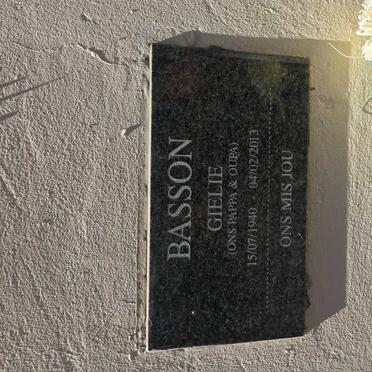 BASSON
GIELIE
(ONS PAPPA & OUPA)
15/07/1940 04/02/2013
ONS MIS JOU